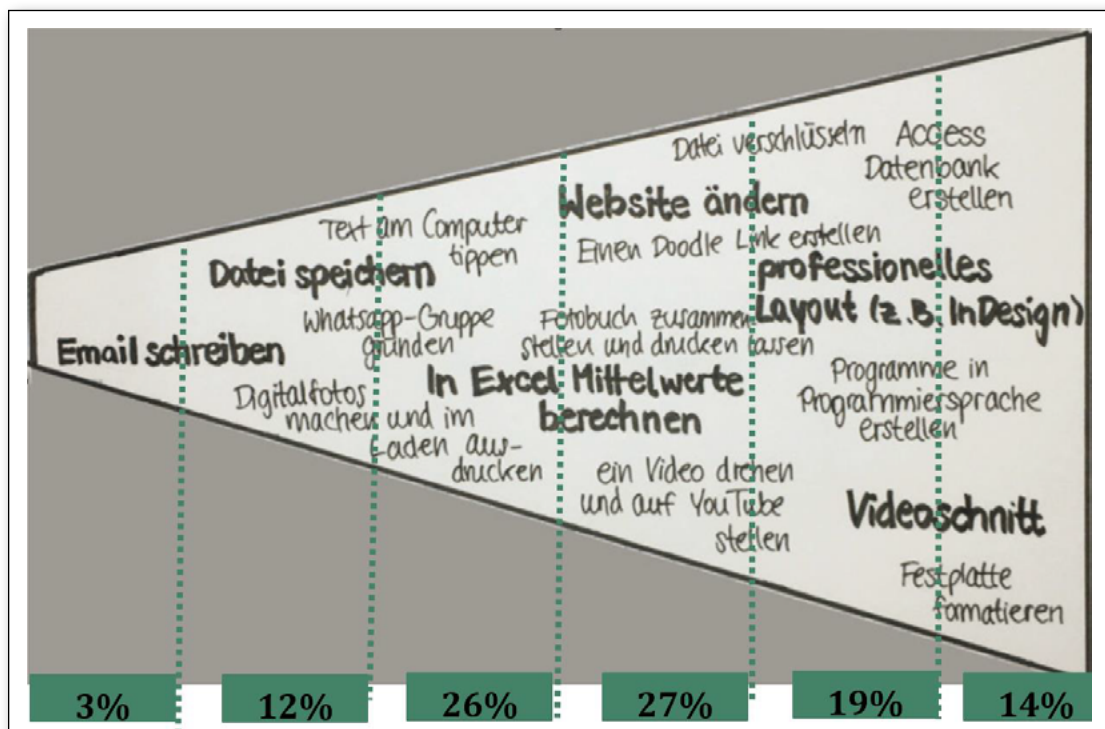 Datei verschlüsseln
Access
Datenbank
erstellen
Website ändern
Text am Computer
tippen
Einen Doodle Link erstellen
Datei speichern
professionelles
Layout (z.B. InDesign)
Whatsapp-Gruppe
gründen
Fotobuch zusammen
stellen und drucken lassen
Email schreiben
In Excel Mittelwerte
berechnen
Programme in
Programmiersprache
erstellen
Digitalfotos
machen und im
Laden aus-
drucken
ein Video drehen
und auf YouTube
stellen
Videoschnitt
Festplatte
fomatieren
3%
12%
26%
27%
19%
14%